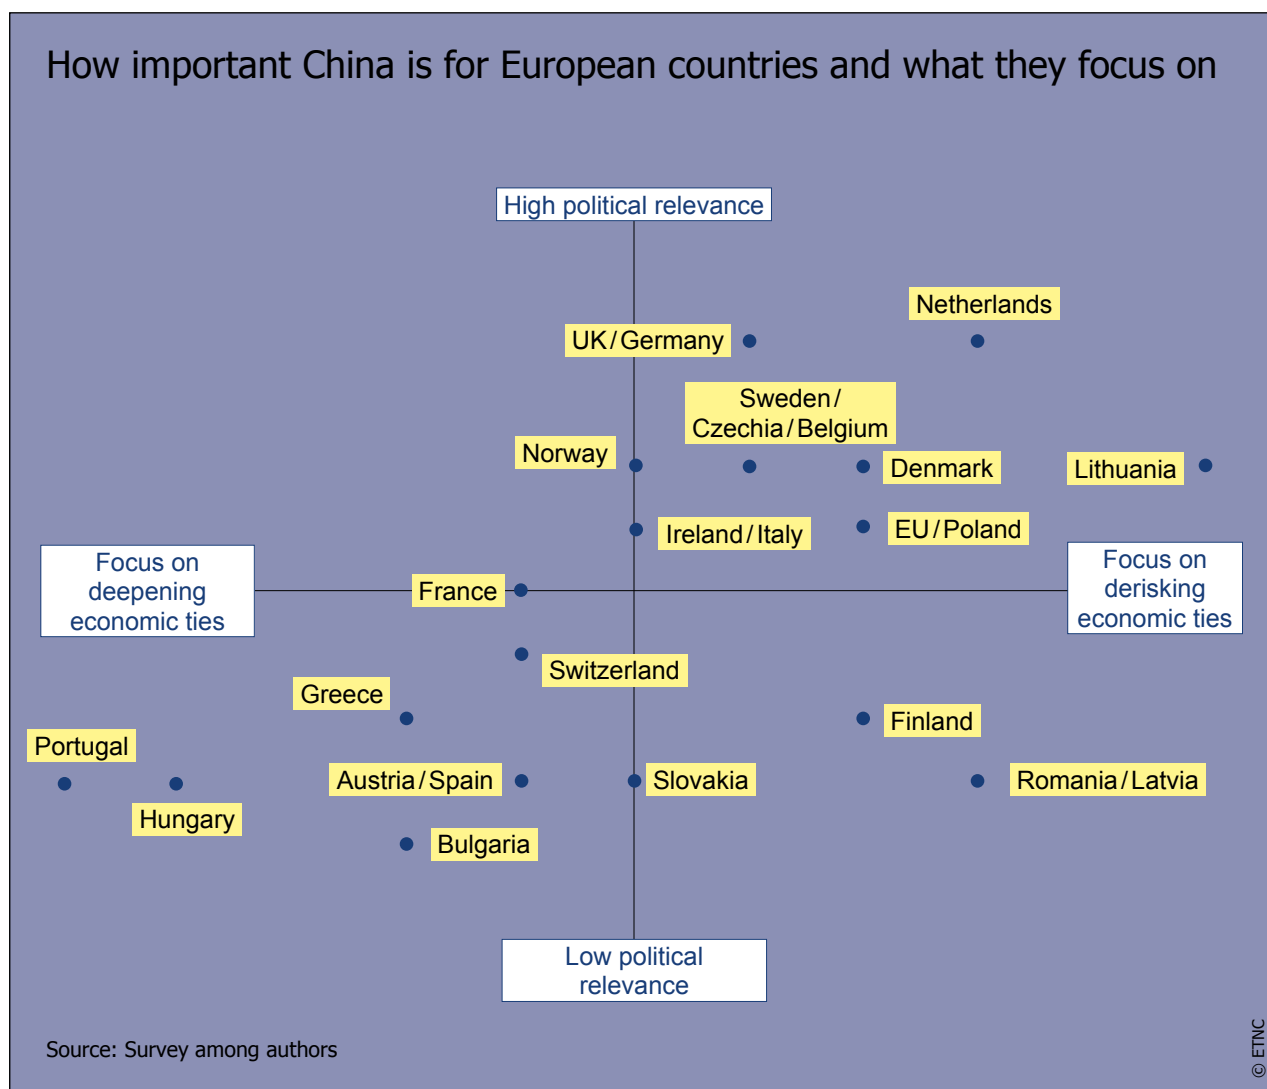 How important China is for European countries and what they focus on
High political relevance
Netherlands
UK/Germany
Sweden/
Czechia/Belgium
Norway
Denmark
Lithuania
Ireland/Italy
EU/Poland
Focus on
deepening
economic ties
Focus on
derisking
economic ties
France
Switzerland
Greece
Finland
Portugal
Austria/Spain
Slovakia
Romania/Latvia
Hungary
Bulgaria
Low political
relevance
Source: Survey among authors
© ETNC